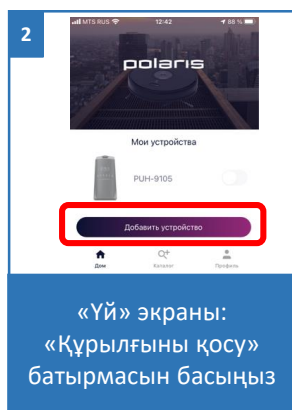 2
MTS RUS 12:42 66 %
polaris
Мои устройства
PUH-9105
Добавить устройство
Дом Каталог Профиль
«Үй» экраны:
«Құрылғыны қосу»
батырмасын басыңыз